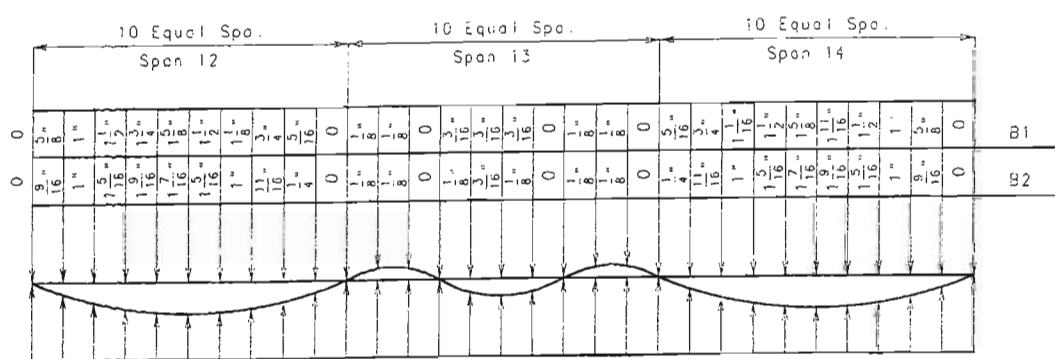 10 Equal Spa. 10 Equal Spa. 10 Equal Spa.
Span 12 Span 13 Span 14
0 5/8" 1" 1 1/2" 1 3/4" 1 5/8" 1 1/2" 1 1/8" 3/4" 5/16" 0 1/8" 1/8" 0 3/16" 3/16" 3/16" 0 1/8" 1/8" 0 5/16" 3/4" 1 1/16" 1 1/2" 1 5/8" 1 11/16" 1 1/2" 1" 5/8" 0 B1
0 9/16" 1" 1 5/16" 1 9/16" 1 7/16" 1 5/16" 1" 11/16" 1/4" 0 1/8" 1/8" 0 1/8" 3/16" 1/8" 0 1/8" 1/8" 0 1/4" 11/16" 1" 1 5/16" 1 7/16" 1 9/16" 1 5/16" 1" 9/16" 0 B2